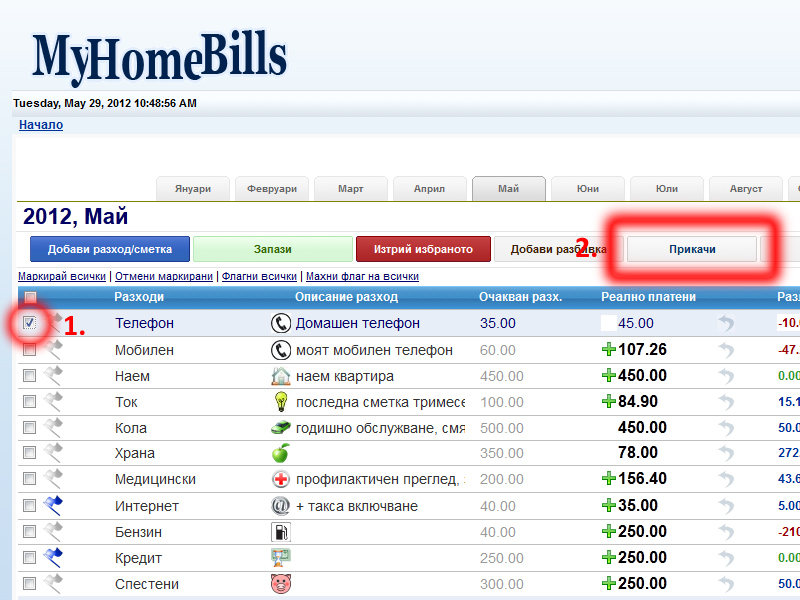 MyHomeBills
Tuesday, May 29, 2012 10:48:56 AM
Начало
Януари Февруари Март Април Май Юни Юли Август
2012, Май
Добави разход/сметка Запази Изтрий избраното Добави разбивка 2. Прикачи
Маркирай всички | Отмени маркирани | Флагни всички | Махни флаг на всички
Разходи Описание разход Очакван разх. Реално платени Раз
1. Телефон Домашен телефон 35.00 45.00 -10.
Мобилен моят мобилен телефон 60.00 107.26 -47.
Наем наем квартира 450.00 450.00 0.00
Ток последна сметка тримесе 100.00 84.90 15.1
Кола годишно обслужване, смя 500.00 450.00 50.0
Храна 350.00 78.00 272.
Медицински профилактичен преглед, 200.00 156.40 43.6
Интернет + такса включване 40.00 35.00 5.00
Бензин 40.00 250.00 -210
Кредит 250.00 250.00 0.00
Спестени 300.00 250.00 50.0